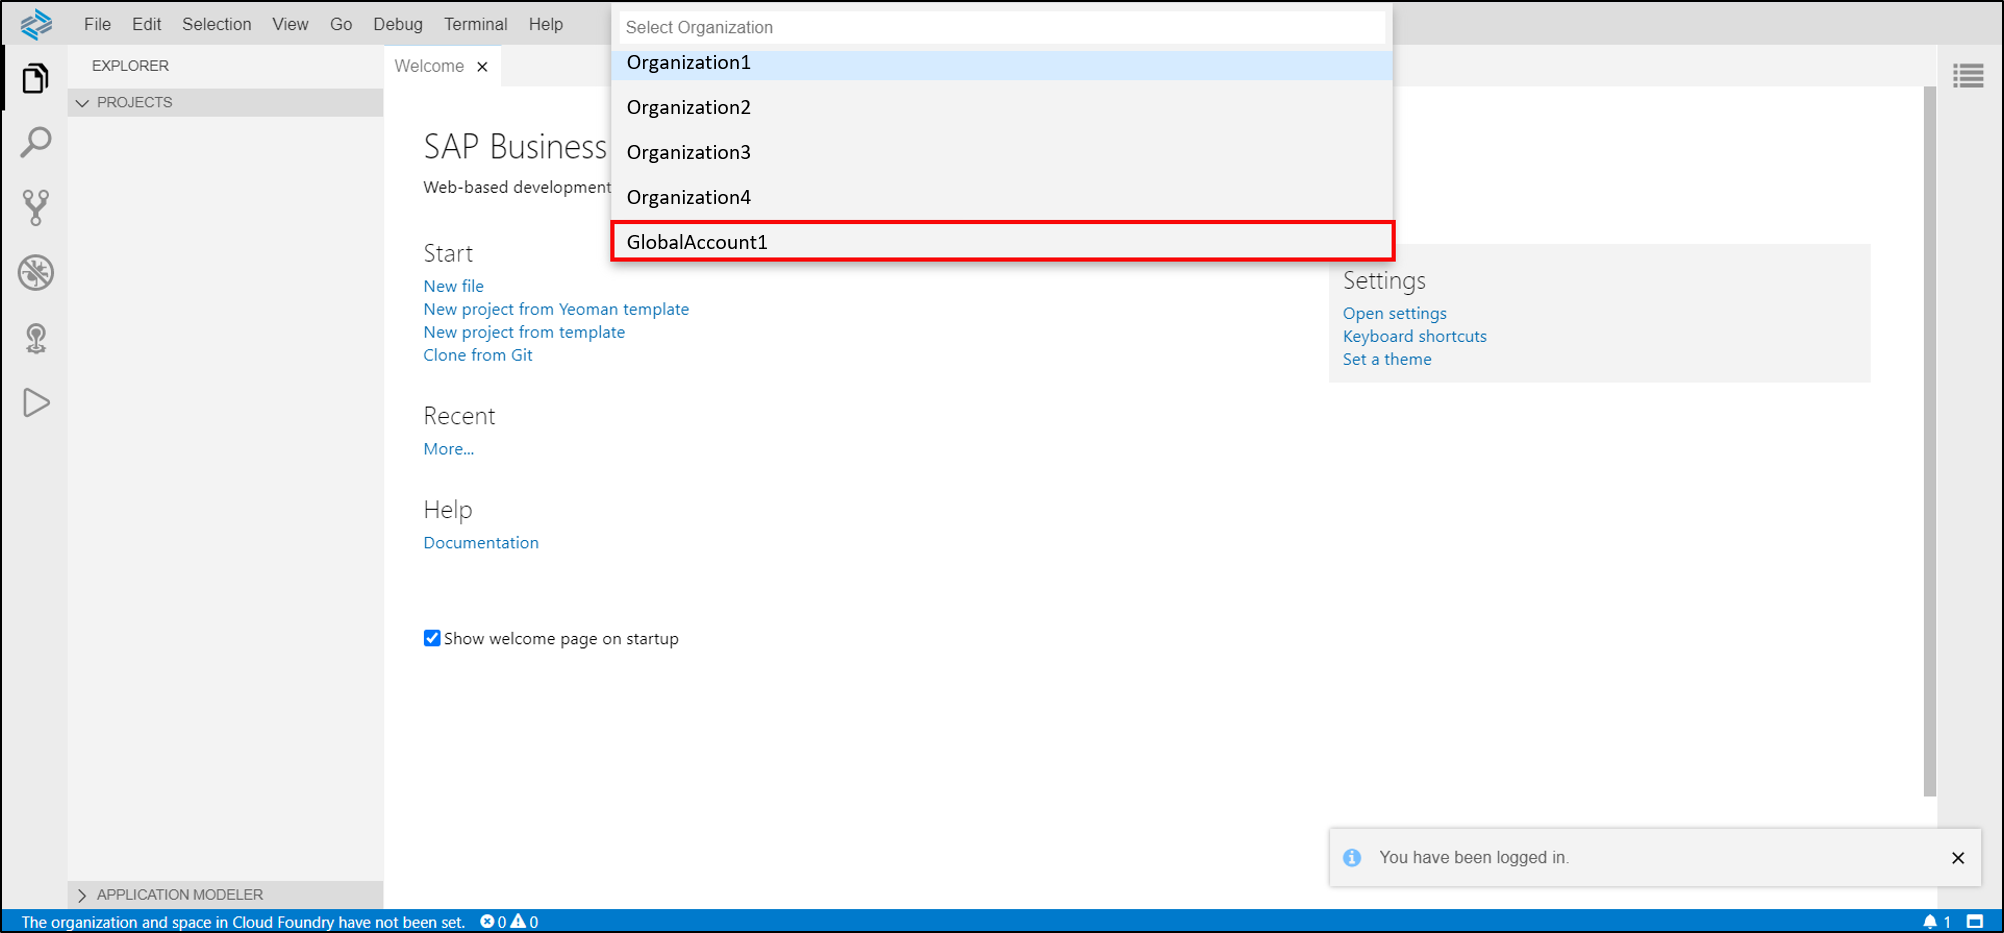 File Edit Selection View Go Debug Terminal Help
Select Organization
Organization1
Organization2
Organization3
Organization4
GlobalAccount1
EXPLORER
PROJECTS
APPLICATION MODELER
Welcome
SAP Business
Web-based development
Start
New file
New project from Yeoman template
New project from template
Clone from Git
Recent
More...
Help
Documentation
Show welcome page on startup
Settings
Open settings
Keyboard shortcuts
Set a theme
You have been logged in.
The organization and space in Cloud Foundry have not been set. 0 0 1